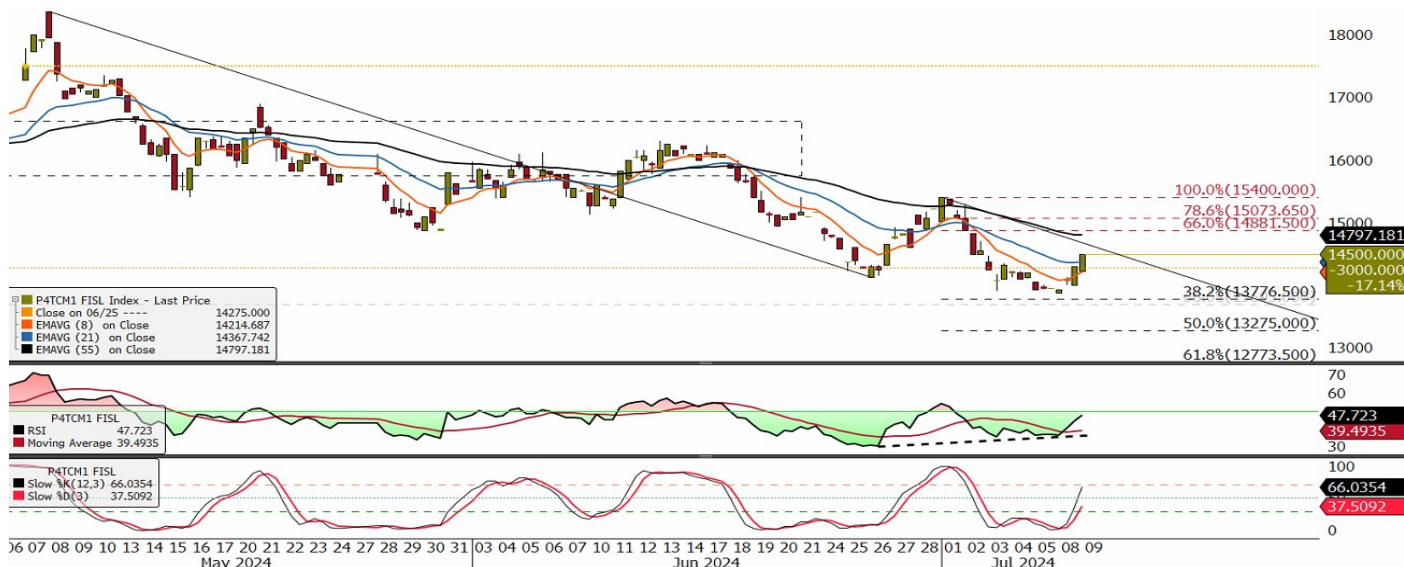 18000
17000
16000
100.0%(15400.000)
78.6%(15073.650)
15000
66.0%(14881.500)
14797.181
14500.000
-3000.000
-17.14%
38.2%(13776.500)
50.0%(13275.000)
13000
61.8%(12773.500)
P4TCM1 FISL Index - Last Price
Close on 06/25 ---- 14275.000
EMAVG (8) on Close 14214.687
EMAVG (21) on Close 14367.742
EMAVG (55) on Close 14797.181
70
60
47.723
39.4935
30
P4TCM1 FISL
RSI 47.723
Moving Average 39.4935
P4TCM1 FISL
Slow %K(12,3) 66.0354
Slow %D(3) 37.5092
100
66.0354
37.5092
0
06 07 08 09 10 13 14 15 16 17 20 21 22 23 24 27 28 29 30 31 03 04 05 06 07 10 11 12 13 14 17 18 19 20 21 24 25 26 27 28 01 02 03 04 05 08 09
May 2024 Jun 2024 Jul 2024